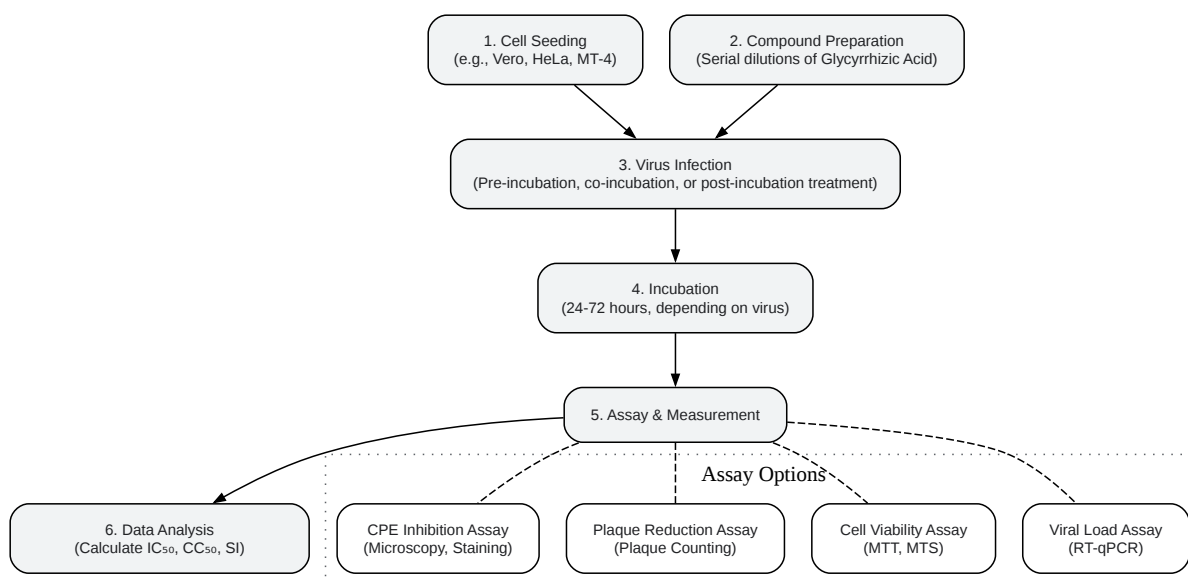 1. Cell Seeding
(e.g., Vero, HeLa, MT-4)
2. Compound Preparation
(Serial dilutions of Glycyrrhizic Acid)
3. Virus Infection
(Pre-incubation, co-incubation, or post-incubation treatment)
4. Incubation
(24-72 hours, depending on virus)
5. Assay & Measurement
Assay Options
6. Data Analysis
(Calculate IC₅₀, CC₅₀, SI)
CPE Inhibition Assay
(Microscopy, Staining)
Plaque Reduction Assay
(Plaque Counting)
Cell Viability Assay
(MTT, MTS)
Viral Load Assay
(RT-qPCR)